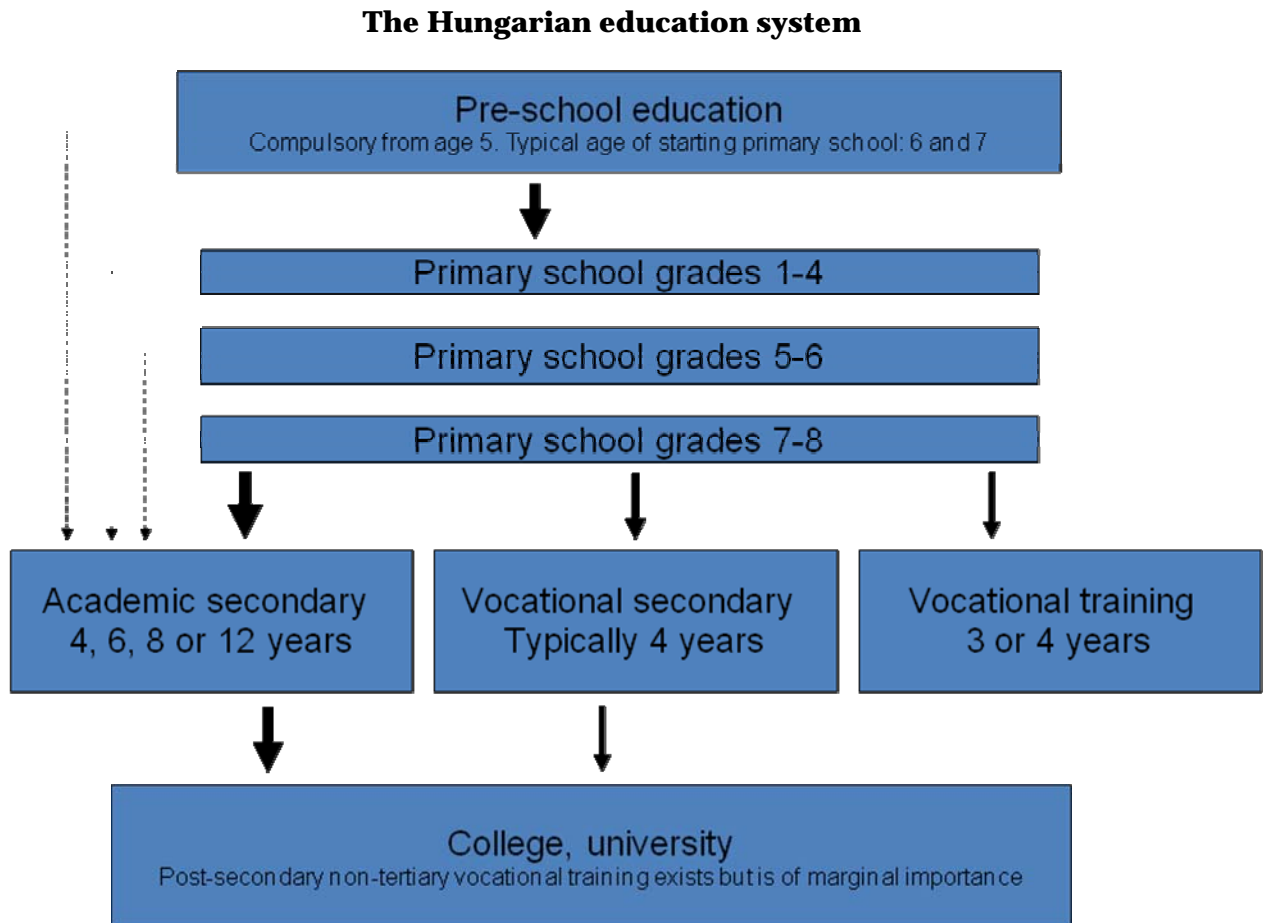 The Hungarian education system
Pre-school education
Compulsory from age 5. Typical age of starting primary school: 6 and 7
Primary school grades 1-4
Primary school grades 5-6
Primary school grades 7-8
Academic secondary
4, 6, 8 or 12 years
Vocational secondary
Typically 4 years
Vocational training
3 or 4 years
College, university
Post-secondary non-tertiary vocational training exists but is of marginal importance